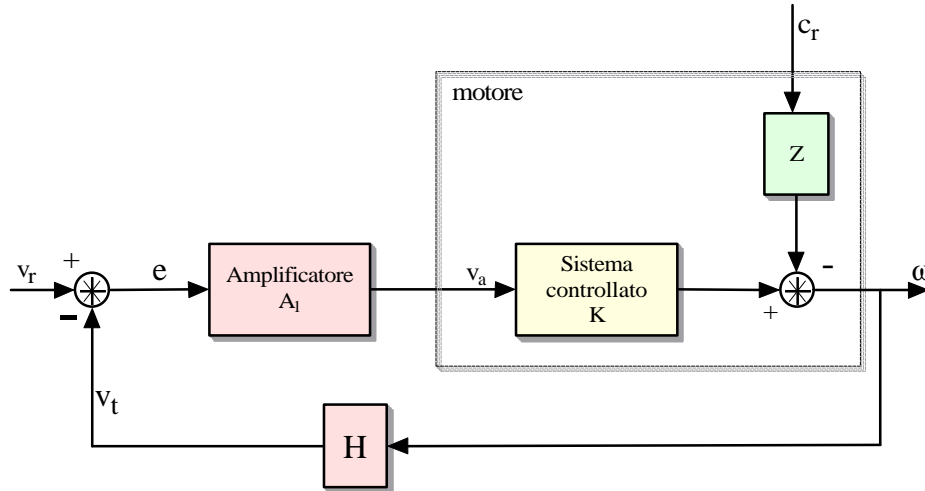 c_r
motore
z
v_r
+
e
Amplificatore
A_l
v_a
Sistema
controllato
K
-
+
ω
-
v_t
H